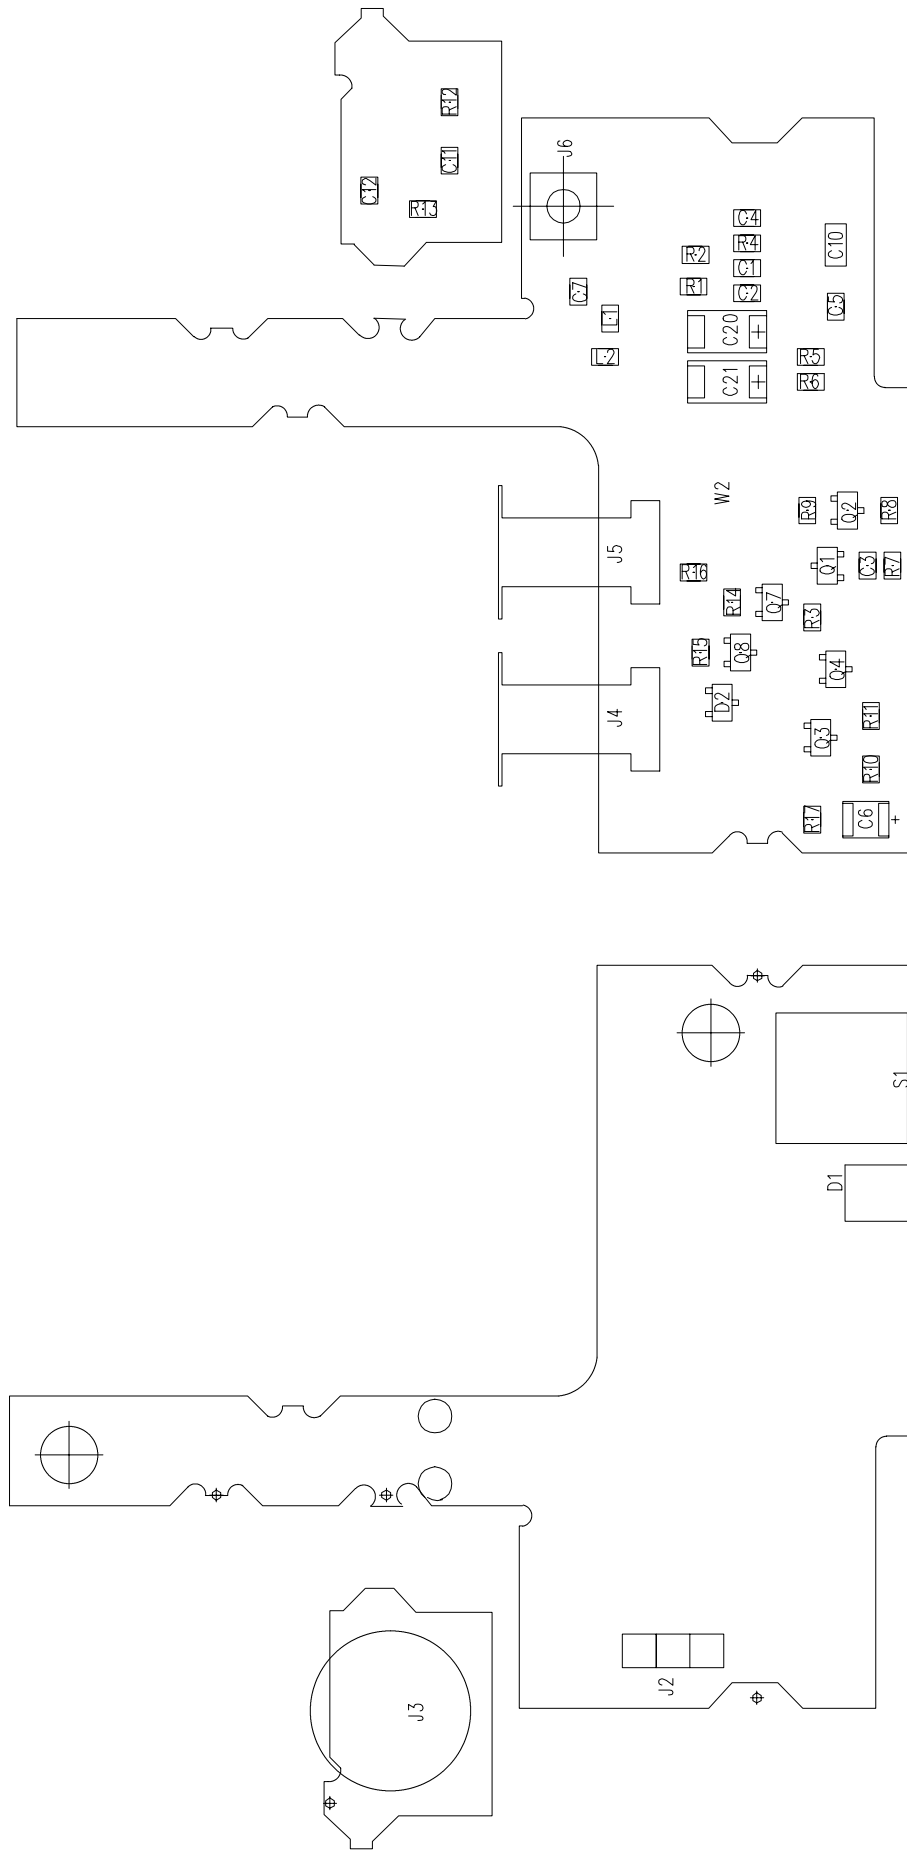 R12
C11
J6
C12
R13
C4
R4
C10
R2
C1
R1
C7
C2
C5
L1
C20
+
L2
R5
C21
+
R6
W2
R9
Q2
R8
J5
R16
Q1
C3
R7
R14
Q7
R3
R15
Q8
Q4
D2
J4
R11
Q3
R10
R17
C6
+
S1
D1
J2
J3